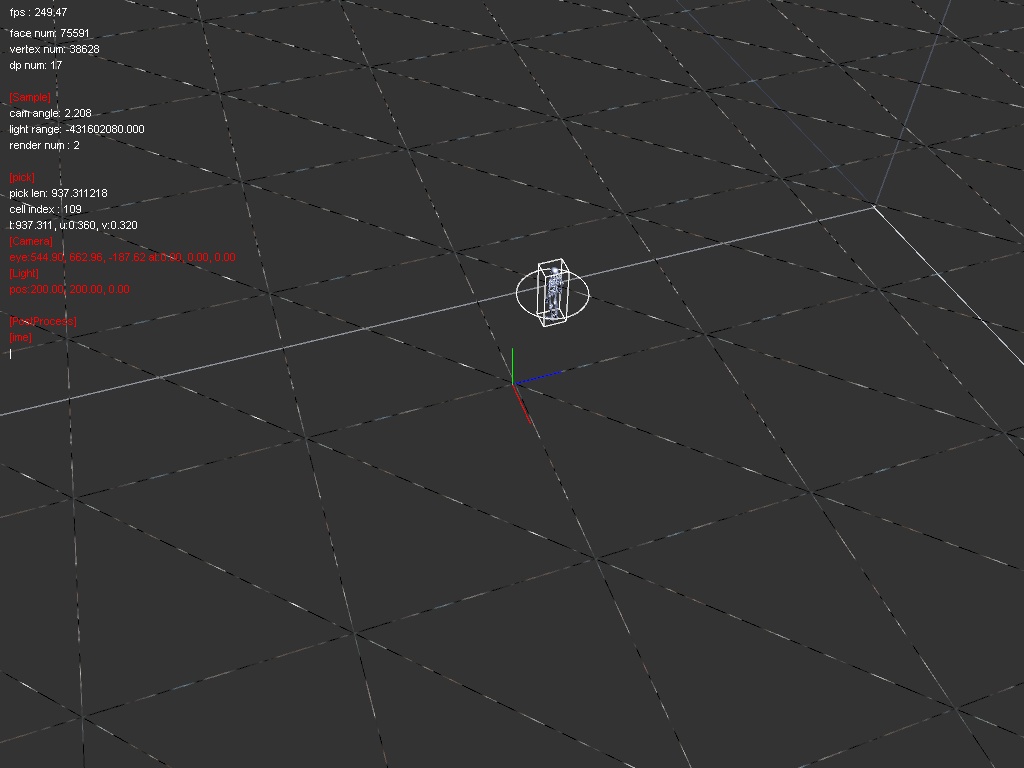 fps : 249.47
face num: 75591
vertex num: 38628
dp num: 17
[Sample]
cam angle: 2.208
light range: -431602080.000
render num : 2
[pick]
pick len: 937.311218
cell index : 109
t:937.311, u:0.360, v:0.320
[Camera]
eye:544.90, 662.96, -187.62 at:0.00, 0.00, 0.00
[Light]
pos:200.00, 200.00, 0.00
[PostProcess]
[Ime]